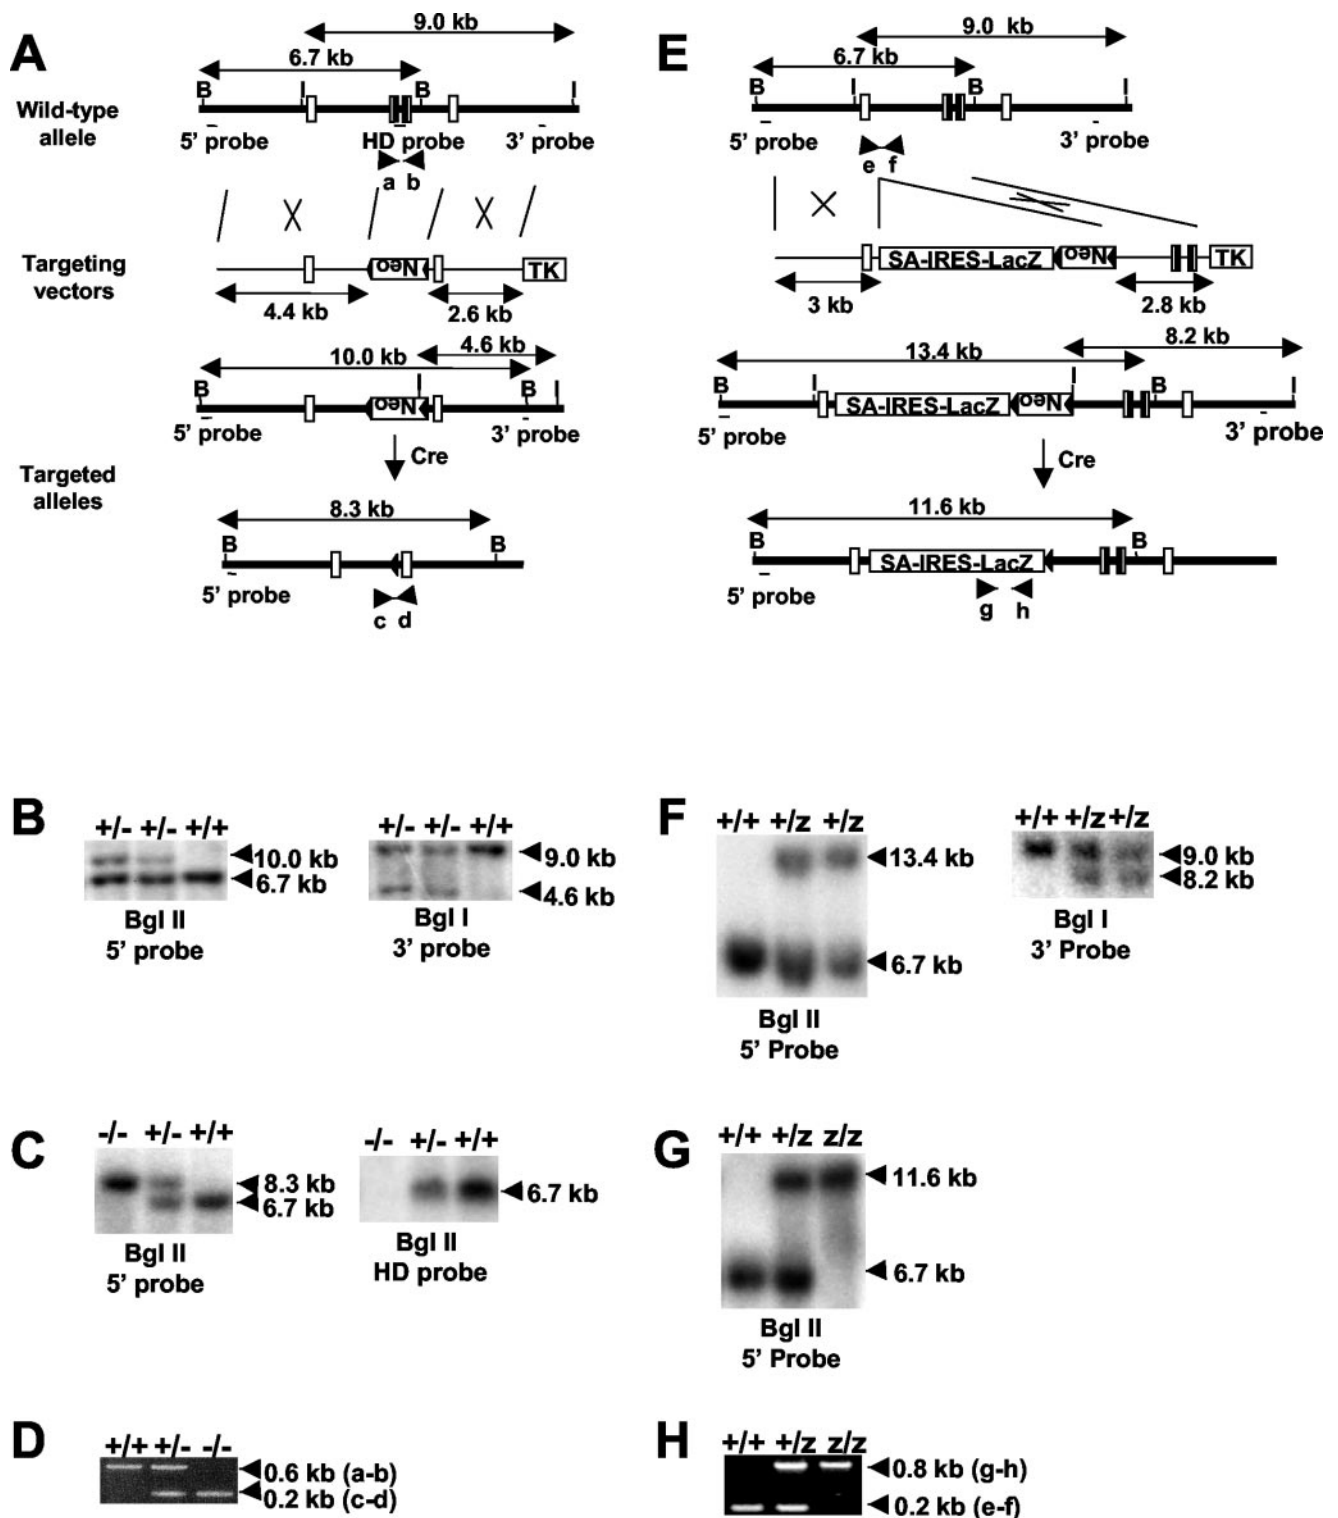 A
9.0 kb
6.7 kb
B
I
B
I
Wild-type
allele
5' probe
HD probe
3' probe
a b
Targeting
vectors
Neo
TK
4.4 kb
2.6 kb
4.6 kb
10.0 kb
B
I
B
I
Neo
5' probe
3' probe
Cre
Targeted
alleles
8.3 kb
B
B
5' probe
c d
E
9.0 kb
6.7 kb
B
I
B
I
5' probe
3' probe
e f
SA-IRES-LacZ
Neo
TK
3 kb
2.8 kb
8.2 kb
13.4 kb
B
I
I
B
I
SA-IRES-LacZ
Neo
5' probe
3' probe
Cre
11.6 kb
B
B
SA-IRES-LacZ
5' probe
g h
B
+/- +/- +/+
10.0 kb
6.7 kb
Bgl II
5' probe
+/- +/- +/+
9.0 kb
4.6 kb
Bgl I
3' probe
F
+/+ +/z +/z
13.4 kb
6.7 kb
Bgl II
5' Probe
+/+ +/z +/z
9.0 kb
8.2 kb
Bgl I
3' Probe
C
-/- +/- +/+
8.3 kb
6.7 kb
Bgl II
5' probe
-/- +/- +/+
6.7 kb
Bgl II
HD probe
G
+/+ +/z z/z
11.6 kb
6.7 kb
Bgl II
5' Probe
D
+/+ +/- -/-
0.6 kb (a-b)
0.2 kb (c-d)
H
+/+ +/z z/z
0.8 kb (g-h)
0.2 kb (e-f)